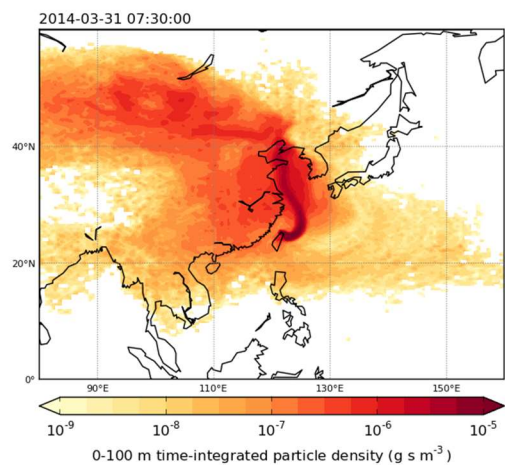 2014-03-31 07:30:00
40°N
20°N
0°
90°E 110°E 130°E 150°E
10⁻⁹ 10⁻⁸ 10⁻⁷ 10⁻⁶ 10⁻⁵
0-100 m time-integrated particle density (g s m⁻³)